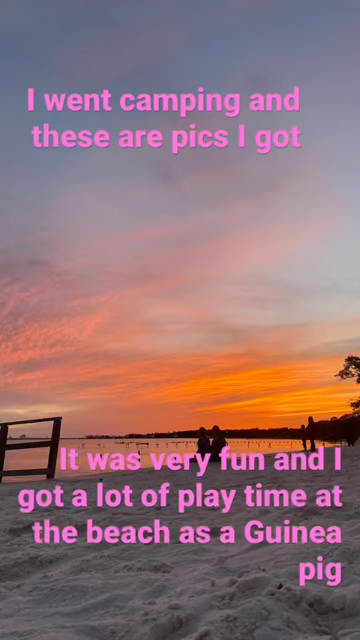 I went camping and
these are pics I got
It was very fun and I
got a lot of play time at
the beach as a Guinea
pig